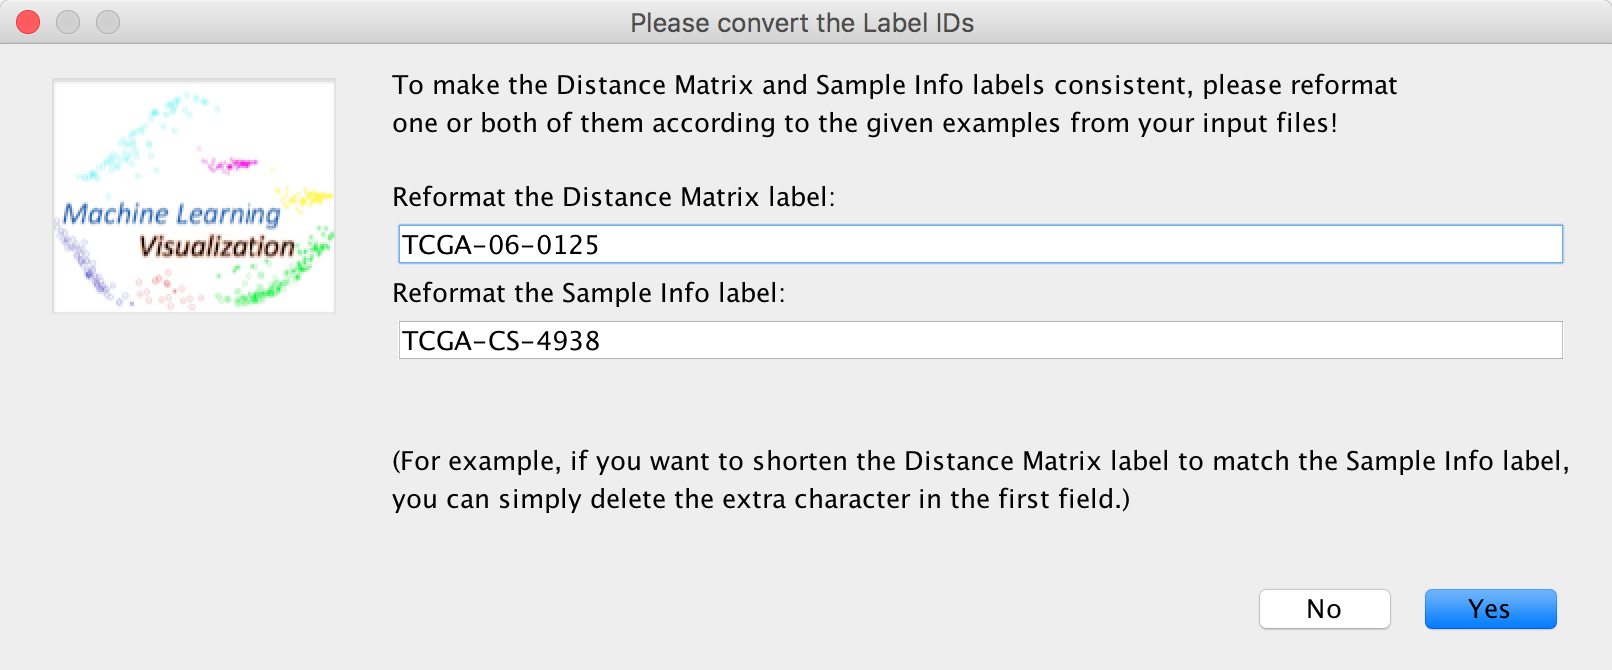 Please convert the Label IDs
To make the Distance Matrix and Sample Info labels consistent, please reformat
one or both of them according to the given examples from your input files!
Machine Learning
Visualization
Reformat the Distance Matrix label:
TCGA-06-0125
Reformat the Sample Info label:
TCGA-CS-4938
(For example, if you want to shorten the Distance Matrix label to match the Sample Info label,
you can simply delete the extra character in the first field.)
No
Yes